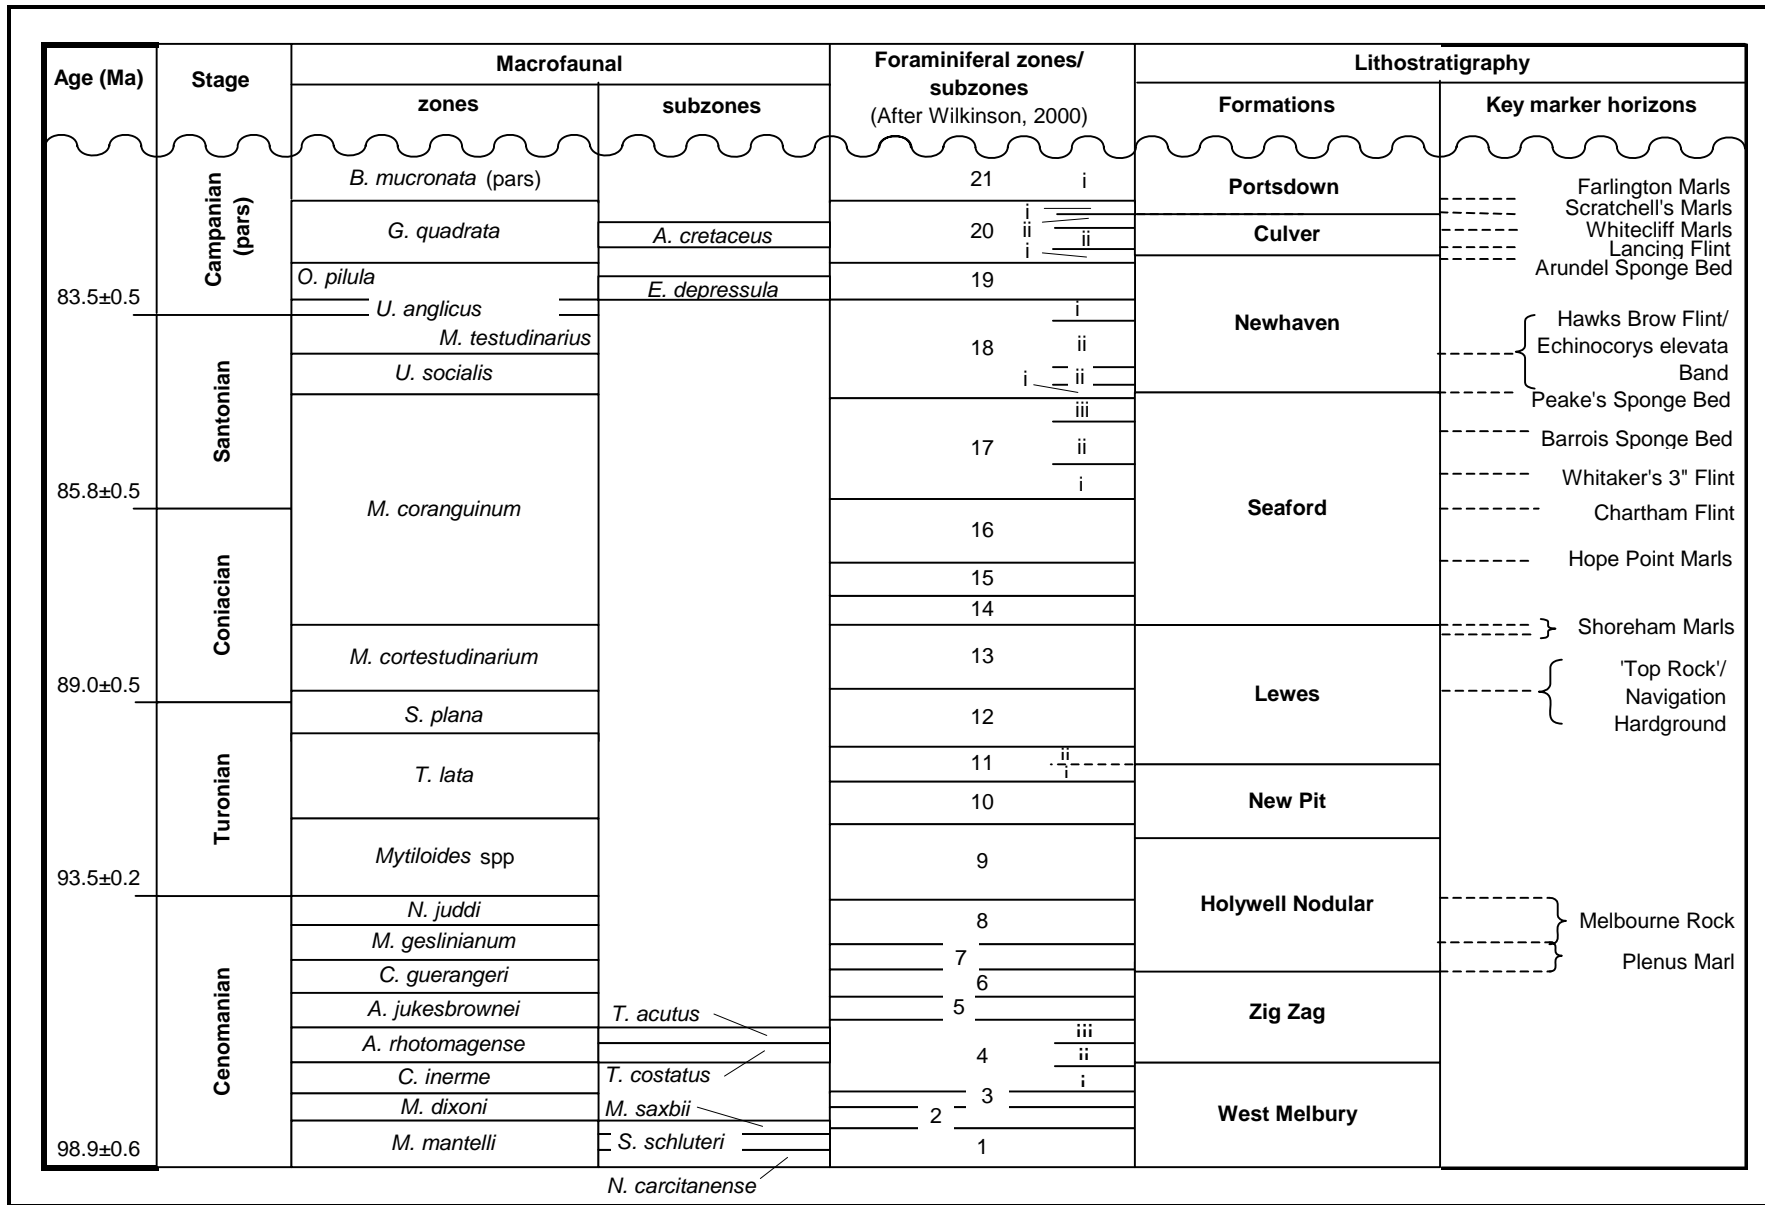 Age (Ma)
Stage
Macrofaunal
zones
subzones
Foraminiferal zones/
subzones
(After Wilkinson, 2000)
Lithostratigraphy
Formations
Key marker horizons
83.5±0.5
85.8±0.5
89.0±0.5
93.5±0.2
98.9±0.6
Campanian
(pars)
Santonian
Coniacian
Turonian
Cenomanian
B. mucronata (pars)
G. quadrata
O. pilula
U. anglicus
M. testudinarius
U. socialis
M. coranguinum
M. cortestudinarium
S. plana
T. lata
Mytiloides spp
N. juddi
M. geslinianum
C. guerangeri
A. jukesbrownei
A. rhotomagense
C. inerme
M. dixoni
M. mantelli
A. cretaceus
E. depressula
T. acutus
T. costatus
M. saxbii
S. schluteri
N. carcitanense
21 i
i
20 ii
ii
i
19
i
18 ii
i ii
iii
17 ii
i
16
15
14
13
12
11 ii
i
10
9
8
7
6
5
iii
4 ii
i
3
2
1
Portsdown
Culver
Newhaven
Seaford
Lewes
New Pit
Holywell Nodular
Zig Zag
West Melbury
Farlington Marls
Scratchell's Marls
Whitecliff Marls
Lancing Flint
Arundel Sponge Bed
Hawks Brow Flint/
Echinocorys elevata
Band
Peake's Sponge Bed
Barrois Sponge Bed
Whitaker's 3" Flint
Chartham Flint
Hope Point Marls
Shoreham Marls
'Top Rock'/
Navigation
Hardground
Melbourne Rock
Plenus Marl